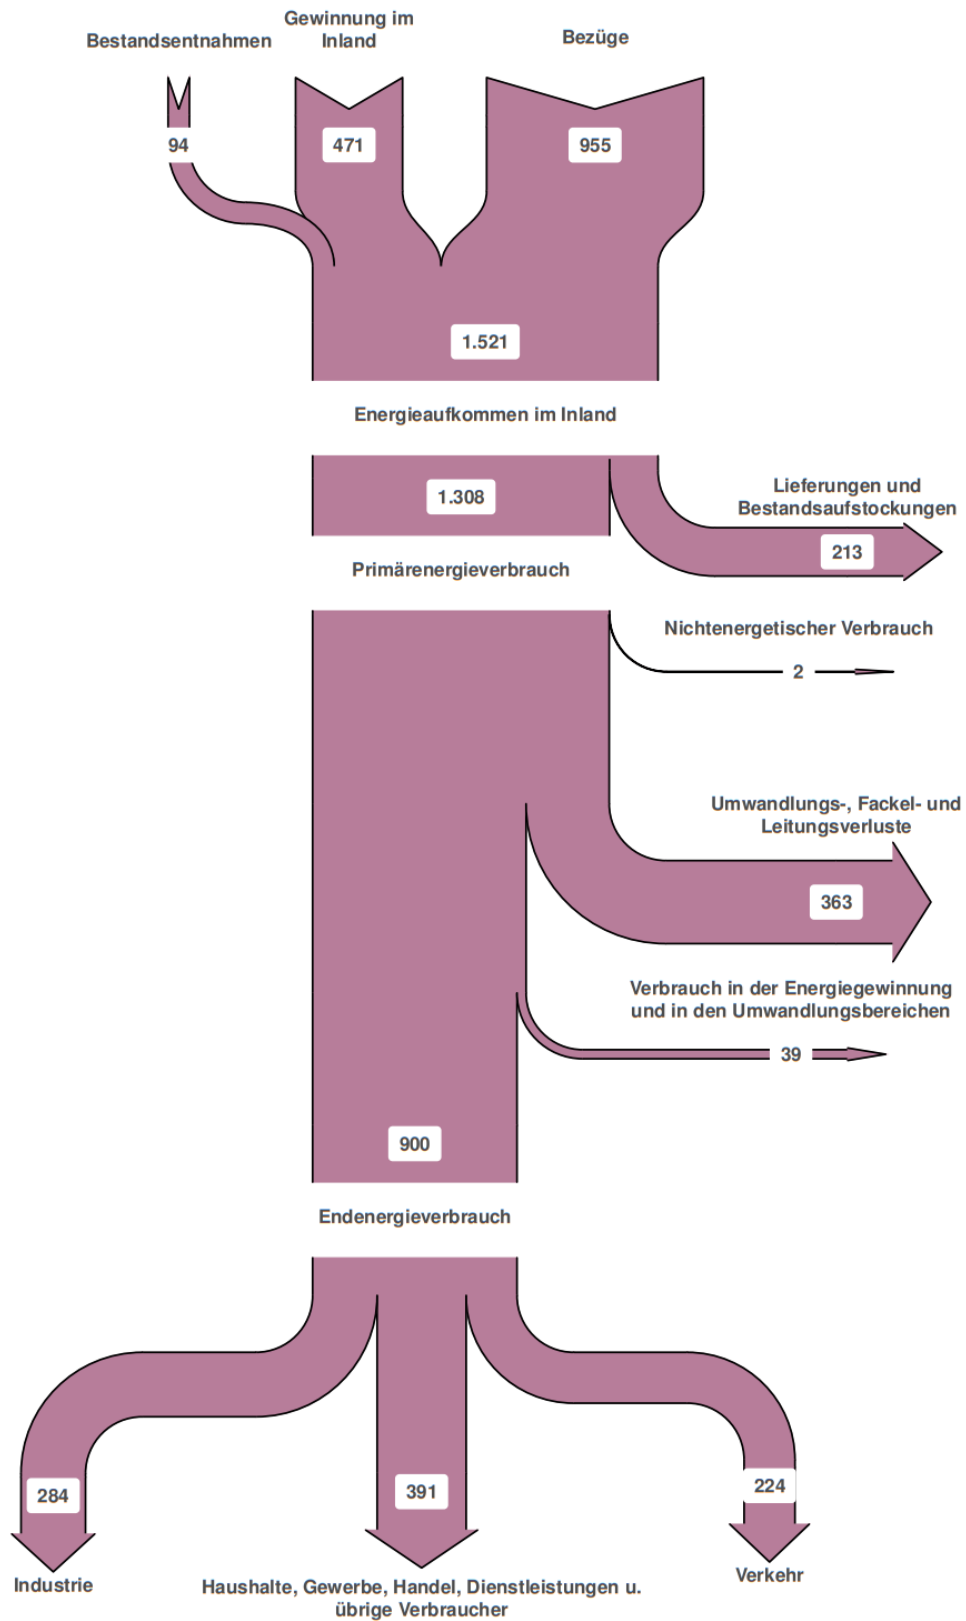 Bestandsentnahmen
Gewinnung im
Inland
Bezüge
94
471
955
1.521
Energieaufkommen im Inland
1.308
Lieferungen und
Bestandsaufstockungen
213
Primärenergieverbrauch
Nichtenergetischer Verbrauch
2
Umwandlungs-, Fackel- und
Leitungsverluste
363
Verbrauch in der Energiegewinnung
und in den Umwandlungsbereichen
39
900
Endenergieverbrauch
284
391
224
Industrie
Haushalte, Gewerbe, Handel, Dienstleistungen u.
übrige Verbraucher
Verkehr